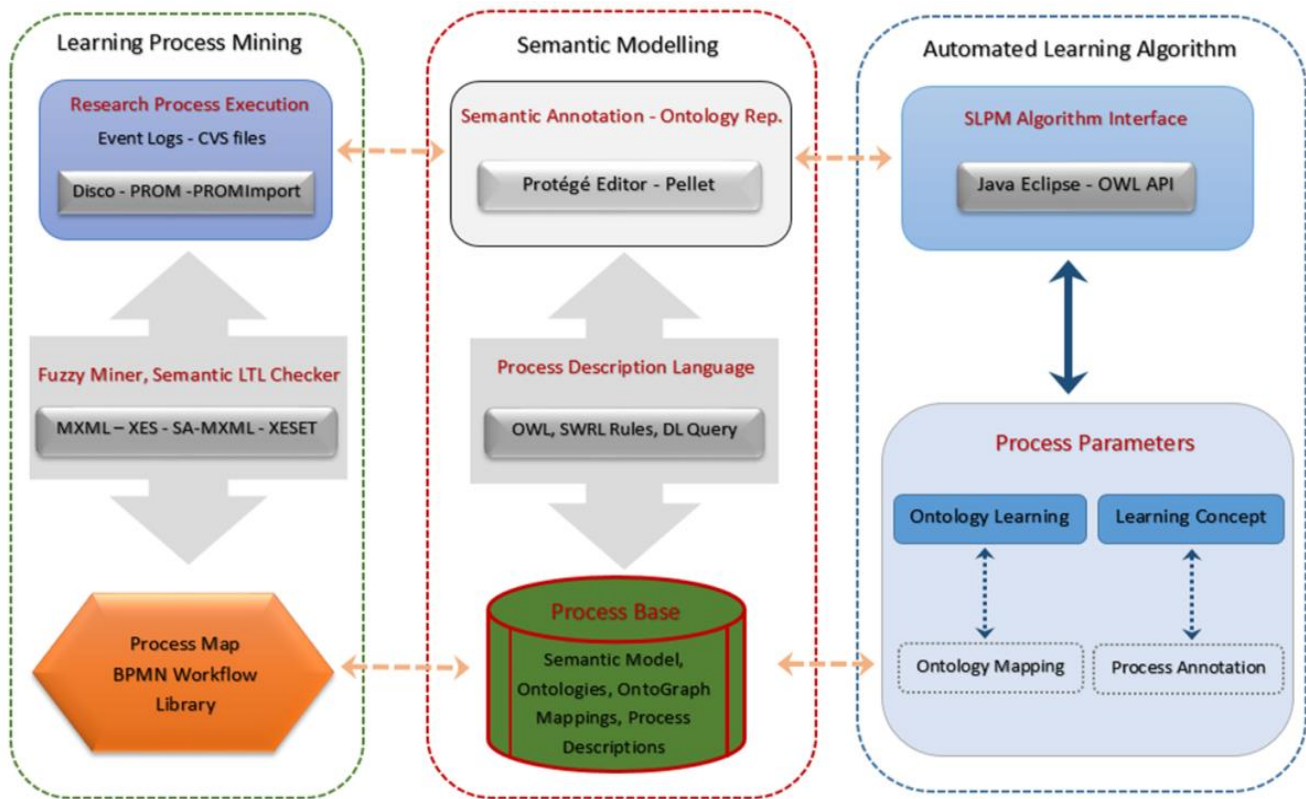 Learning Process Mining
Research Process Execution
Event Logs - CVS files
Disco - PROM -PROMImport
Fuzzy Miner, Semantic LTL Checker
MXML – XES - SA-MXML - XESET
Process Map
BPMN Workflow
Library
Semantic Modelling
Semantic Annotation - Ontology Rep.
Protégé Editor - Pellet
Process Description Language
OWL, SWRL Rules, DL Query
Process Base
Semantic Model,
Ontologies, OntoGraph
Mappings, Process
Descriptions
Automated Learning Algorithm
SLPM Algorithm Interface
Java Eclipse - OWL API
Process Parameters
Ontology Learning
Learning Concept
Ontology Mapping
Process Annotation